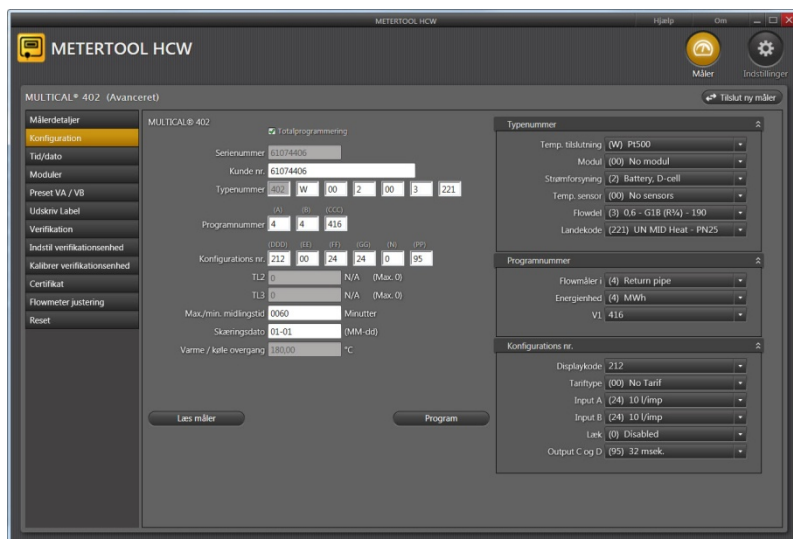 METERTOOL HCW
Hjælp Om
METERTOOL HCW
Måler
Indstillinger
MULTICAL® 402 (Avanceret)
Tilslut ny måler
Målerdetaljer
Konfiguration
Tid/dato
Moduler
Preset VA / VB
Udskriv Label
Verifikation
Indstil verifikationsenhed
Kalibrer verifikationsenhed
Certifikat
Flowmeter justering
Reset
MULTICAL® 402
Totalprogrammering
Serienummer 61074406
Kunde nr. 61074406
Typenummer 402 W 00 2 00 3 221
(A) (B) (CCC)
Programnummer 4 4 416
(DDD) (EE) (FF) (GG) (N) (PP)
Konfigurations nr. 212 00 24 24 0 95
TL2 0 N/A (Max. 0)
TL3 0 N/A (Max. 0)
Max./min. midlingstid 0060 Minutter
Skæringsdato 01-01 (MM-dd)
Varme / køle overgang 180,00 °C
Læs måler
Program
Typenummer
Temp. tilslutning (W) Pt500
Modul (00) No modul
Strømforsyning (2) Battery, D-cell
Temp. sensor (00) No sensors
Flowdel (3) 0,6 - G1B (R¾) - 190
Landekode (221) UN MID Heat - PN25
Programnummer
Flowmåler i (4) Return pipe
Energienhed (4) MWh
V1 416
Konfigurations nr.
Displaykode 212
Tariftype (00) No Tarif
Input A (24) 10 l/imp
Input B (24) 10 l/imp
Læk (0) Disabled
Output C og D (95) 32 msek.